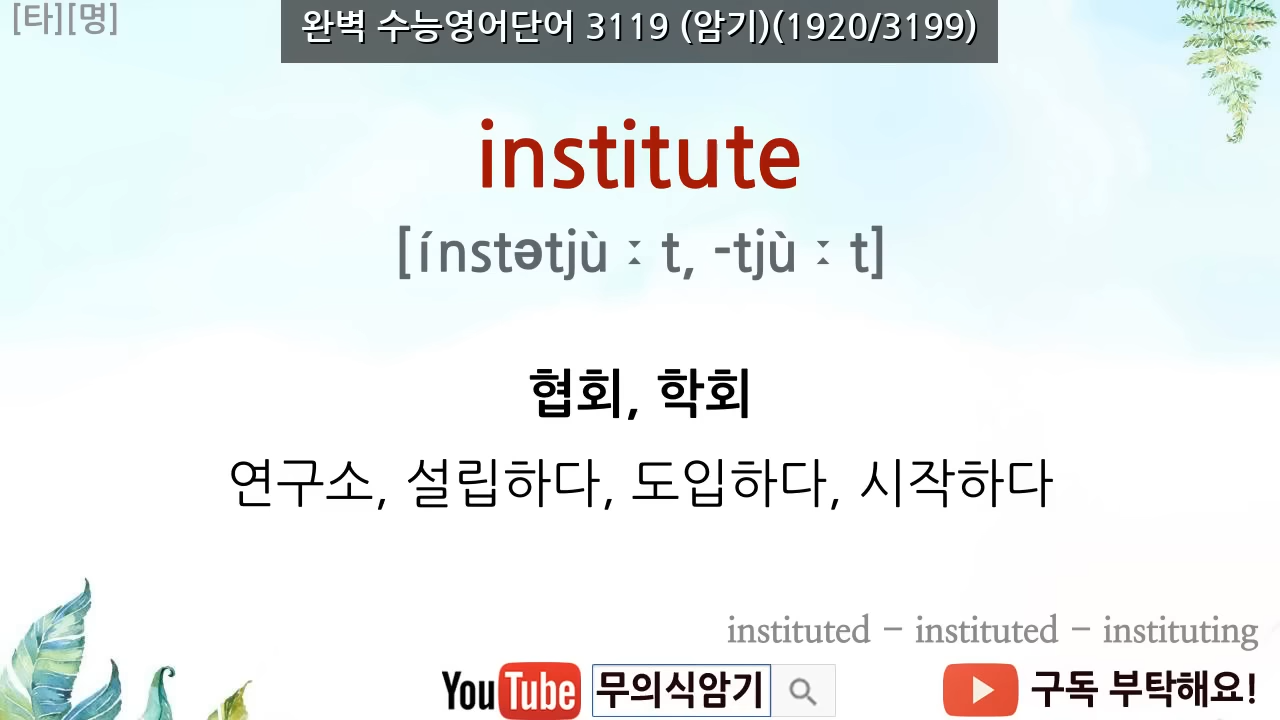 [타][명]
완벽 수능영어단어 3119 (암기)(1920/3199)
institute
[ínstətjùːt, -tjùːt]
협회, 학회
연구소, 설립하다, 도입하다, 시작하다
instituted - instituted - instituting
YouTube 무의식암기 구독 부탁해요!